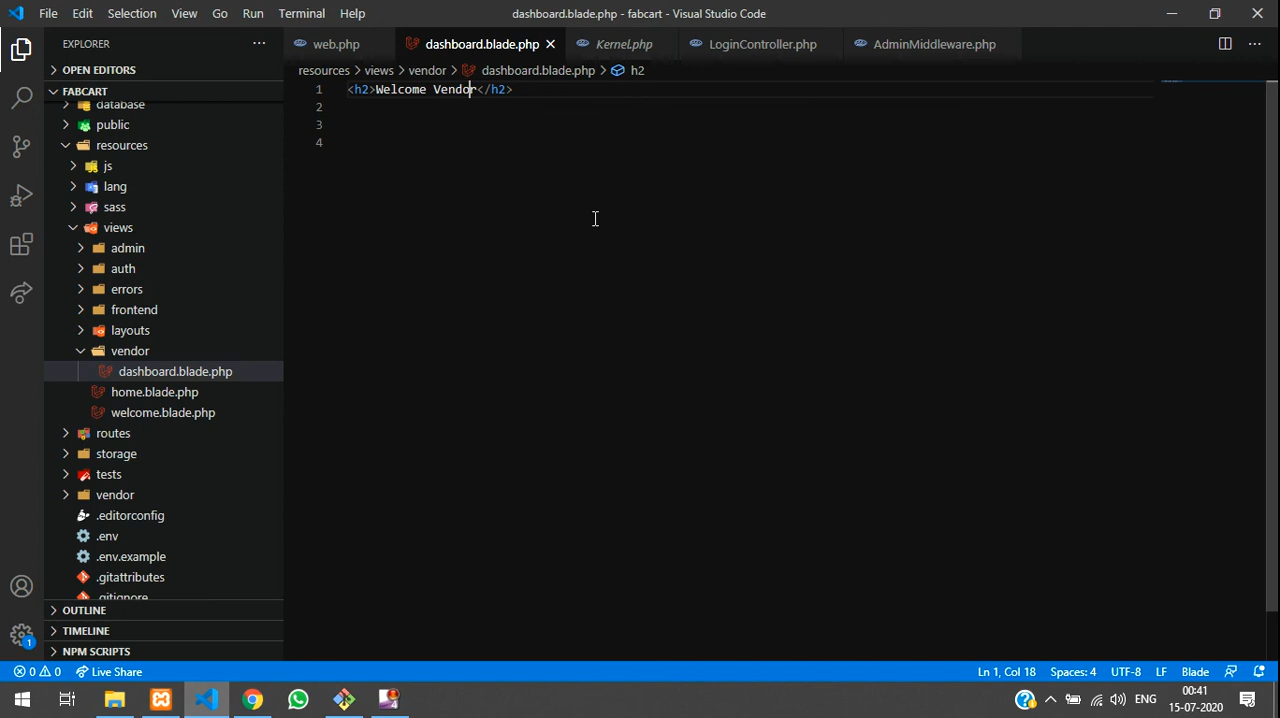 File Edit Selection View Go Run Terminal Help
dashboard.blade.php - fabcart - Visual Studio Code
EXPLORER
web.php
dashboard.blade.php
Kernel.php
LoginController.php
AdminMiddleware.php
OPEN EDITORS
resources > views > vendor > dashboard.blade.php > h2
FABCART
database
public
resources
js
lang
sass
views
admin
auth
errors
frontend
layouts
vendor
dashboard.blade.php
home.blade.php
welcome.blade.php
routes
storage
tests
vendor
.editorconfig
.env
.env.example
.gitattributes
.gitignore
OUTLINE
TIMELINE
NPM SCRIPTS
1 <h2>Welcome Vendor</h2>
2
3
4
1
0 0 Live Share
Ln 1, Col 18 Spaces: 4 UTF-8 LF Blade
4
ENG
00:41
15-07-2020